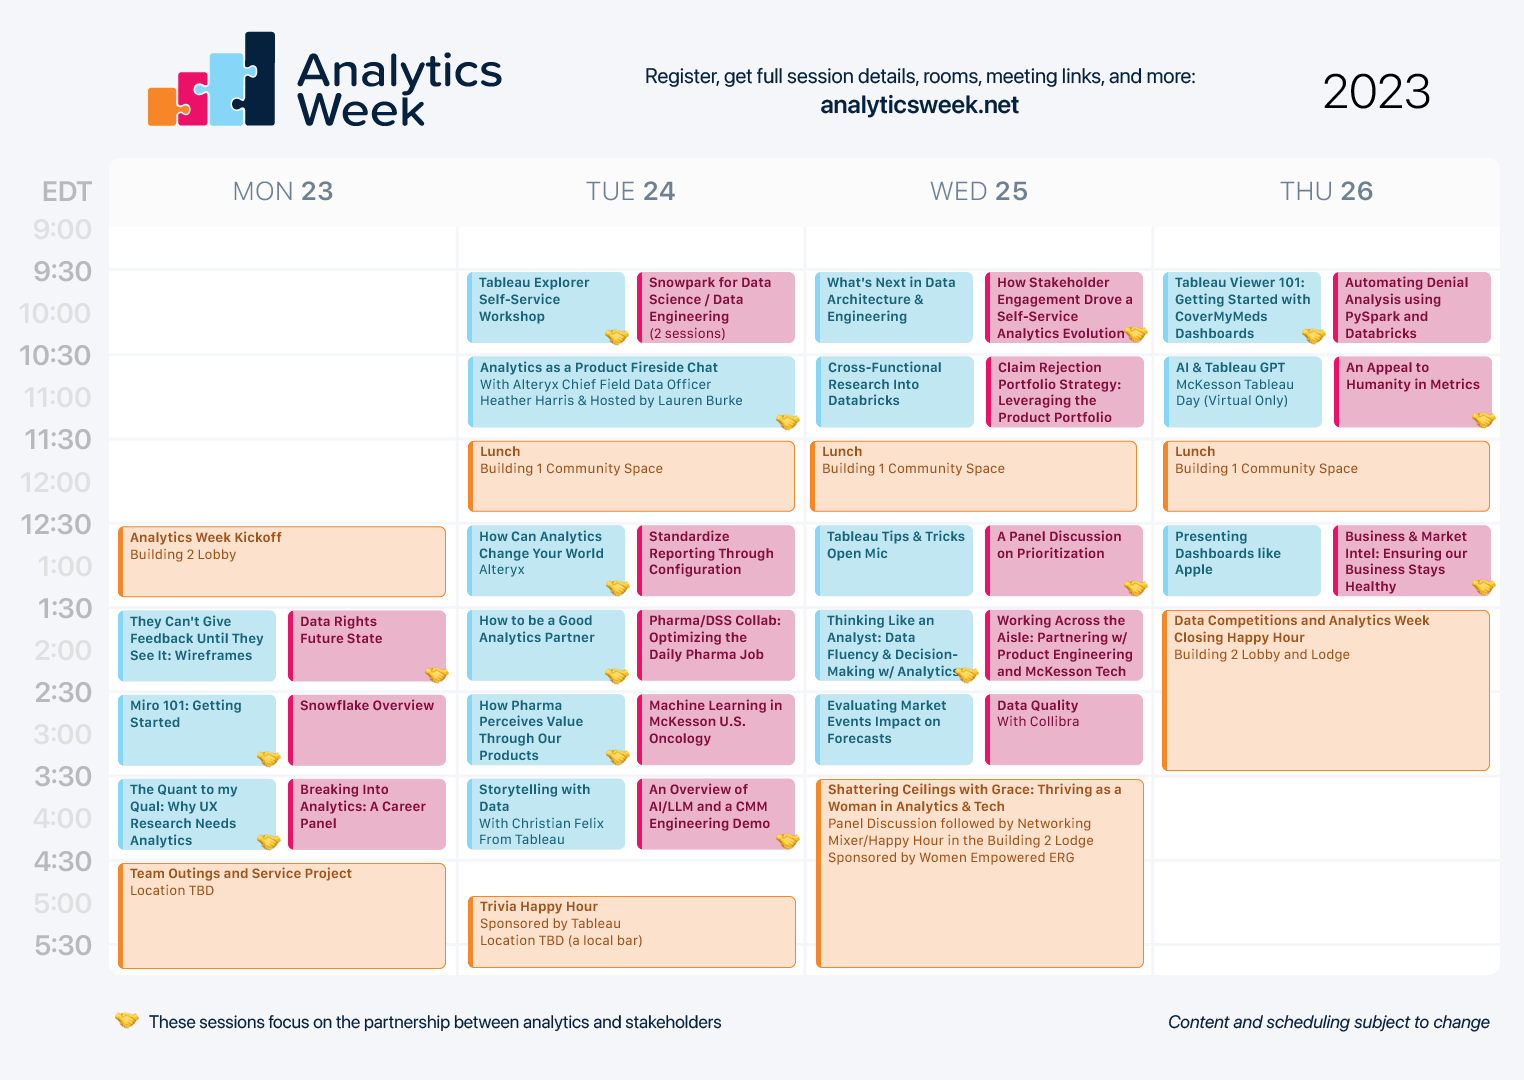 Analytics
Week
Register, get full session details, rooms, meeting links, and more:
analyticsweek.net
2023
EDT
MON 23
TUE 24
WED 25
THU 26
9:00
9:30
10:00
10:30
11:00
11:30
12:00
12:30
1:00
1:30
2:00
2:30
3:00
3:30
4:00
4:30
5:00
5:30
Analytics Week Kickoff
Building 2 Lobby
They Can't Give
Feedback Until They
See It: Wireframes
Data Rights
Future State
Miro 101: Getting
Started
Snowflake Overview
The Quant to my
Qual: Why UX
Research Needs
Analytics
Breaking Into
Analytics: A Career
Panel
Team Outings and Service Project
Location TBD
Tableau Explorer
Self-Service
Workshop
Snowpark for Data
Science / Data
Engineering
(2 sessions)
Analytics as a Product Fireside Chat
With Alteryx Chief Field Data Officer
Heather Harris & Hosted by Lauren Burke
Lunch
Building 1 Community Space
How Can Analytics
Change Your World
Alteryx
Standardize
Reporting Through
Configuration
How to be a Good
Analytics Partner
Pharma/DSS Collab:
Optimizing the
Daily Pharma Job
How Pharma
Perceives Value
Through Our
Products
Machine Learning in
McKesson U.S.
Oncology
Storytelling with
Data
With Christian Felix
From Tableau
An Overview of
AI/LLM and a CMM
Engineering Demo
Trivia Happy Hour
Sponsored by Tableau
Location TBD (a local bar)
What's Next in Data
Architecture &
Engineering
How Stakeholder
Engagement Drove a
Self-Service
Analytics Evolution
Cross-Functional
Research Into
Databricks
Claim Rejection
Portfolio Strategy:
Leveraging the
Product Portfolio
Lunch
Building 1 Community Space
Tableau Tips & Tricks
Open Mic
A Panel Discussion
on Prioritization
Thinking Like an
Analyst: Data
Fluency & Decision-
Making w/ Analytics
Working Across the
Aisle: Partnering w/
Product Engineering
and McKesson Tech
Evaluating Market
Events Impact on
Forecasts
Data Quality
With Collibra
Shattering Ceilings with Grace: Thriving as a
Woman in Analytics & Tech
Panel Discussion followed by Networking
Mixer/Happy Hour in the Building 2 Lodge
Sponsored by Women Empowered ERG
Tableau Viewer 101:
Getting Started with
CoverMyMeds
Dashboards
Automating Denial
Analysis using
PySpark and
Databricks
AI & Tableau GPT
McKesson Tableau
Day (Virtual Only)
An Appeal to
Humanity in Metrics
Lunch
Building 1 Community Space
Presenting
Dashboards like
Apple
Business & Market
Intel: Ensuring our
Business Stays
Healthy
Data Competitions and Analytics Week
Closing Happy Hour
Building 2 Lobby and Lodge
These sessions focus on the partnership between analytics and stakeholders
Content and scheduling subject to change